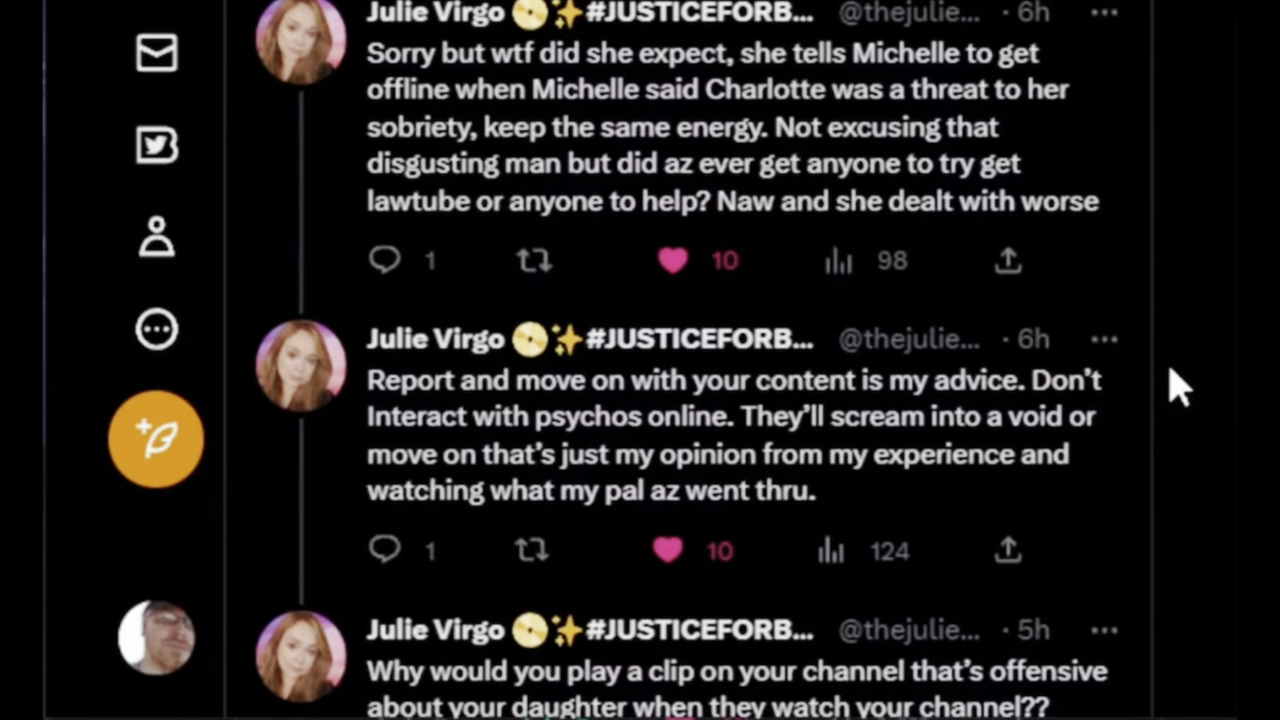 Julie Virgo #JUSTICEFORB... @thejulie... · 6h
Sorry but wtf did she expect, she tells Michelle to get
offline when Michelle said Charlotte was a threat to her
sobriety, keep the same energy. Not excusing that
disgusting man but did az ever get anyone to try get
lawtube or anyone to help? Naw and she dealt with worse
1 10 98
Julie Virgo #JUSTICEFORB... @thejulie... · 6h
Report and move on with your content is my advice. Don't
Interact with psychos online. They'll scream into a void or
move on that's just my opinion from my experience and
watching what my pal az went thru.
1 10 124
Julie Virgo #JUSTICEFORB... @thejulie... · 5h
Why would you play a clip on your channel that's offensive
about your daughter when they watch your channel??